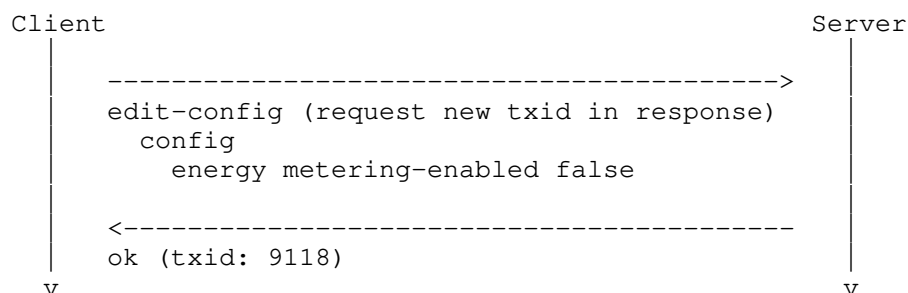 Client Server
edit-config (request new txid in response)
config
energy metering-enabled false
ok (txid: 9118)
v v